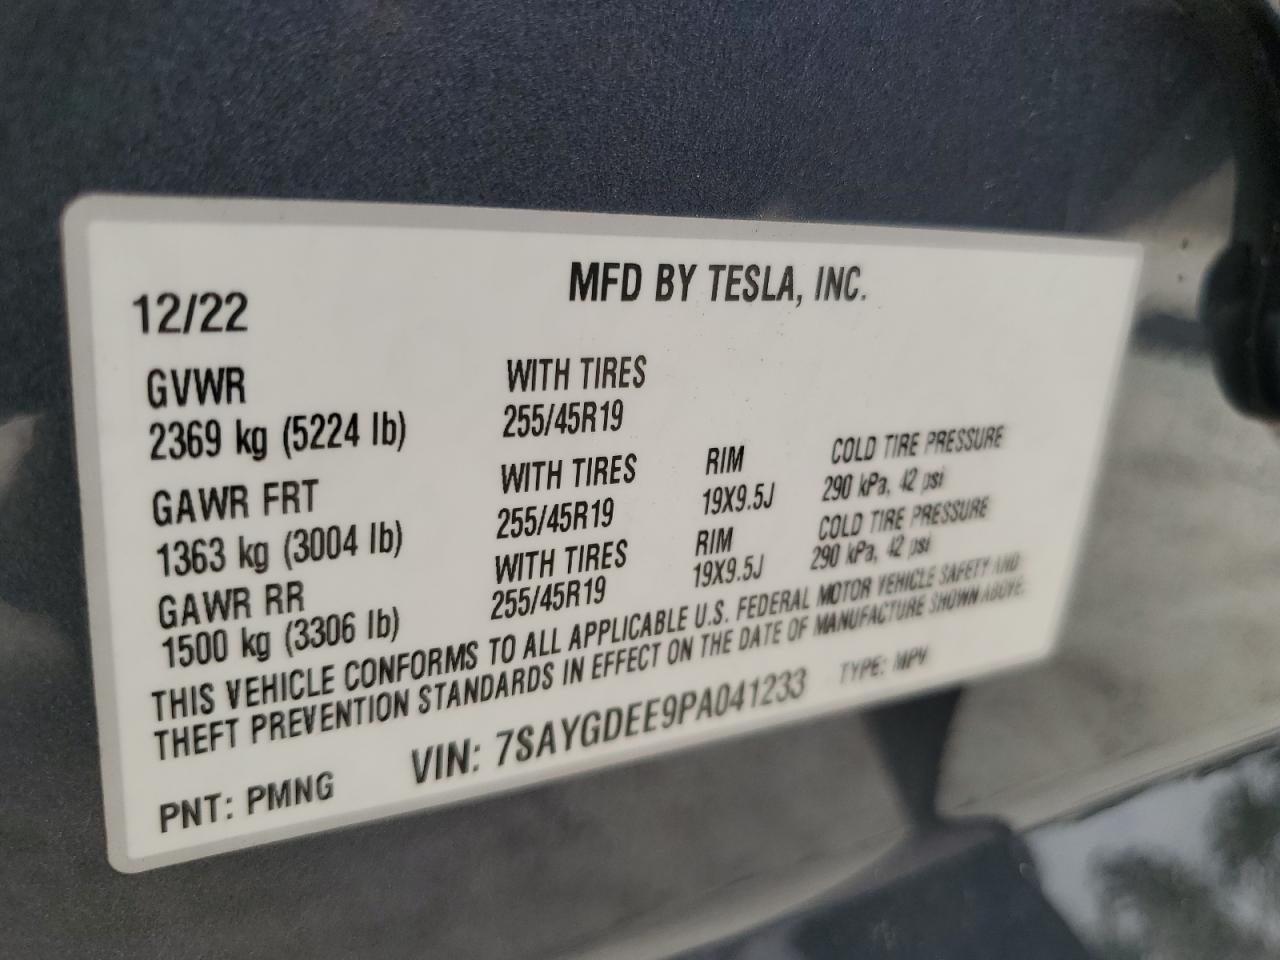 MFD BY TESLA, INC.
12/22
GVWR
2369 kg (5224 lb)
WITH TIRES
255/45R19
GAWR FRT
1363 kg (3004 lb)
WITH TIRES
255/45R19
RIM
19X9.5J
COLD TIRE PRESSURE
290 kPa, 42 psi
GAWR RR
1500 kg (3306 lb)
WITH TIRES
255/45R19
RIM
19X9.5J
COLD TIRE PRESSURE
290 kPa, 42 psi
THIS VEHICLE CONFORMS TO ALL APPLICABLE U.S. FEDERAL MOTOR VEHICLE SAFETY AND
THEFT PREVENTION STANDARDS IN EFFECT ON THE DATE OF MANUFACTURE SHOWN ABOVE.
PNT: PMNG
VIN: 7SAYGDEE9PA041233
TYPE: MPV